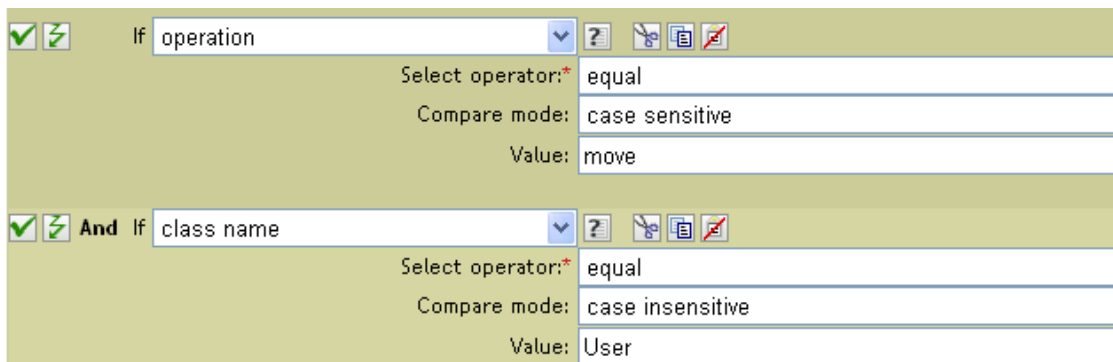 If operation
Select operator:* equal
Compare mode: case sensitive
Value: move
And If class name
Select operator:* equal
Compare mode: case insensitive
Value: User